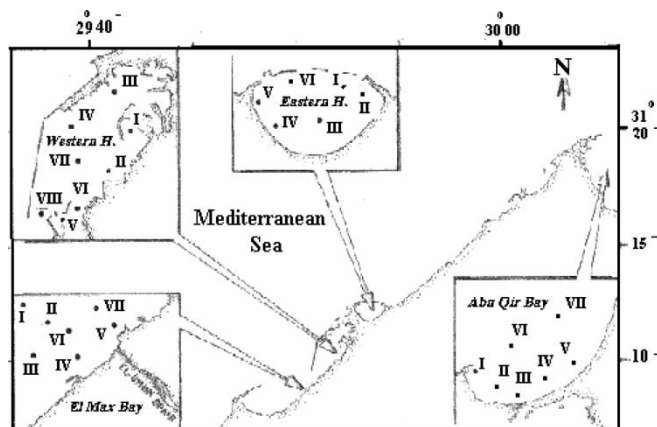 29° 40
30° 00
III
IV
I
Western H.
VII
II
VIII
VI
V
VI
I
V
Eastern H.
II
IV
III
N
31°
20
Mediterranean
Sea
15
10
II
VII
I
VI
V
III
IV
El Max Bay
Abu Qir Bay
VII
VI
I
II
III
IV
V